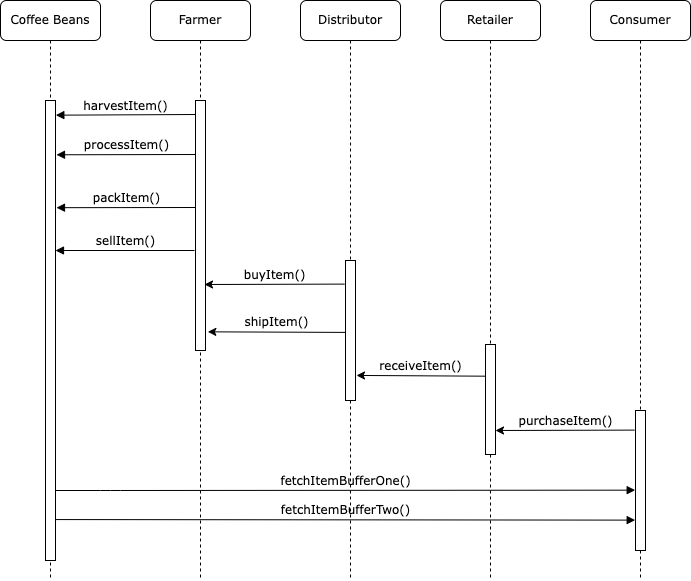 Coffee Beans
Farmer
Distributor
Retailer
Consumer
harvestItem()
processItem()
packItem()
sellItem()
buyItem()
shipItem()
receiveItem()
purchaseItem()
fetchItemBufferOne()
fetchItemBufferTwo()